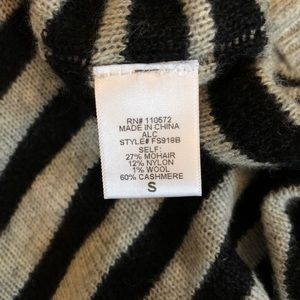 RN# 110572
MADE IN CHINA
ALC
STYLE# FS918B
SELF:
27% MOHAIR
12% NYLON
1% WOOL
60% CASHMERE
S